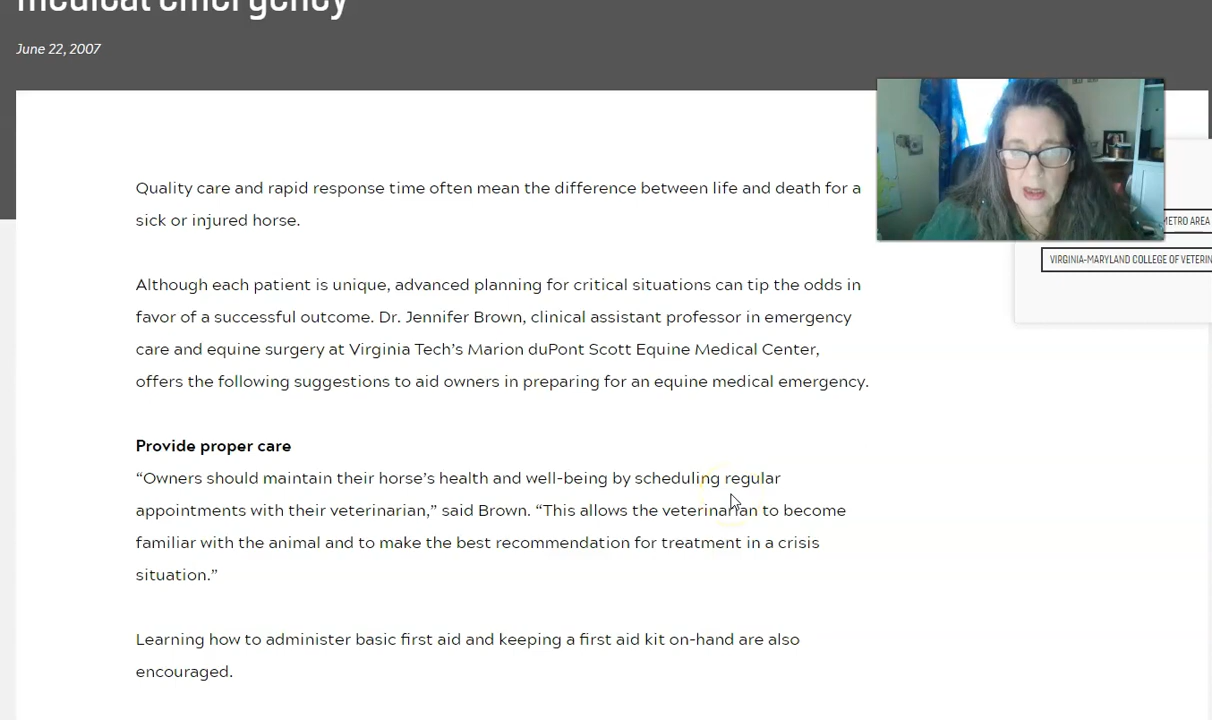 medical emergency
June 22, 2007
Quality care and rapid response time often mean the difference between life and death for a
sick or injured horse.
METRO AREA
VIRGINIA-MARYLAND COLLEGE OF
Although each patient is unique, advanced planning for critical situations can tip the odds in
favor of a successful outcome. Dr. Jennifer Brown, clinical assistant professor in emergency
care and equine surgery at Virginia Tech’s Marion duPont Scott Equine Medical Center,
offers the following suggestions to aid owners in preparing for an equine medical emergency.
Provide proper care
“Owners should maintain their horse’s health and well-being by scheduling regular
appointments with their veterinarian,” said Brown. “This allows the veterinarian to become
familiar with the animal and to make the best recommendation for treatment in a crisis
situation.”
Learning how to administer basic first aid and keeping a first aid kit on-hand are also
encouraged.